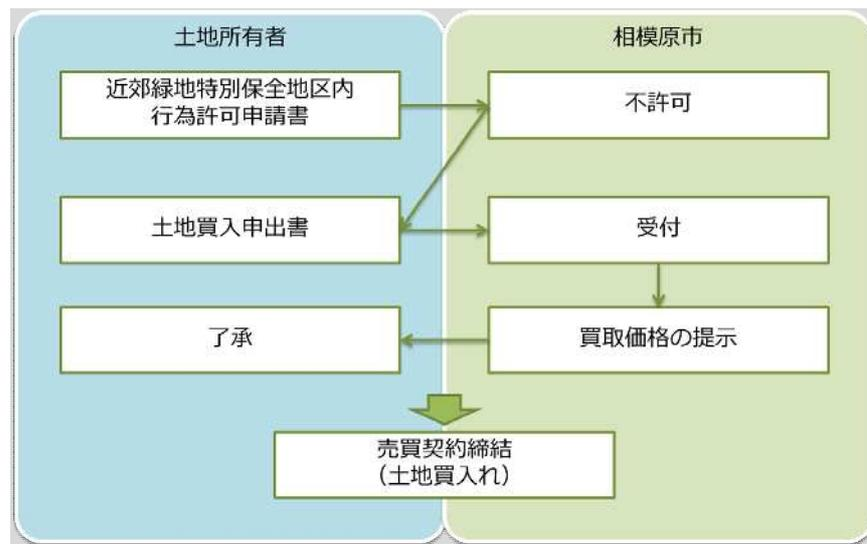 土地所有者
相模原市
近郊緑地特別保全地区内
行為許可申請書
不許可
土地買入申出書
受付
了承
買取価格の提示
売買契約締結
（土地買入れ）